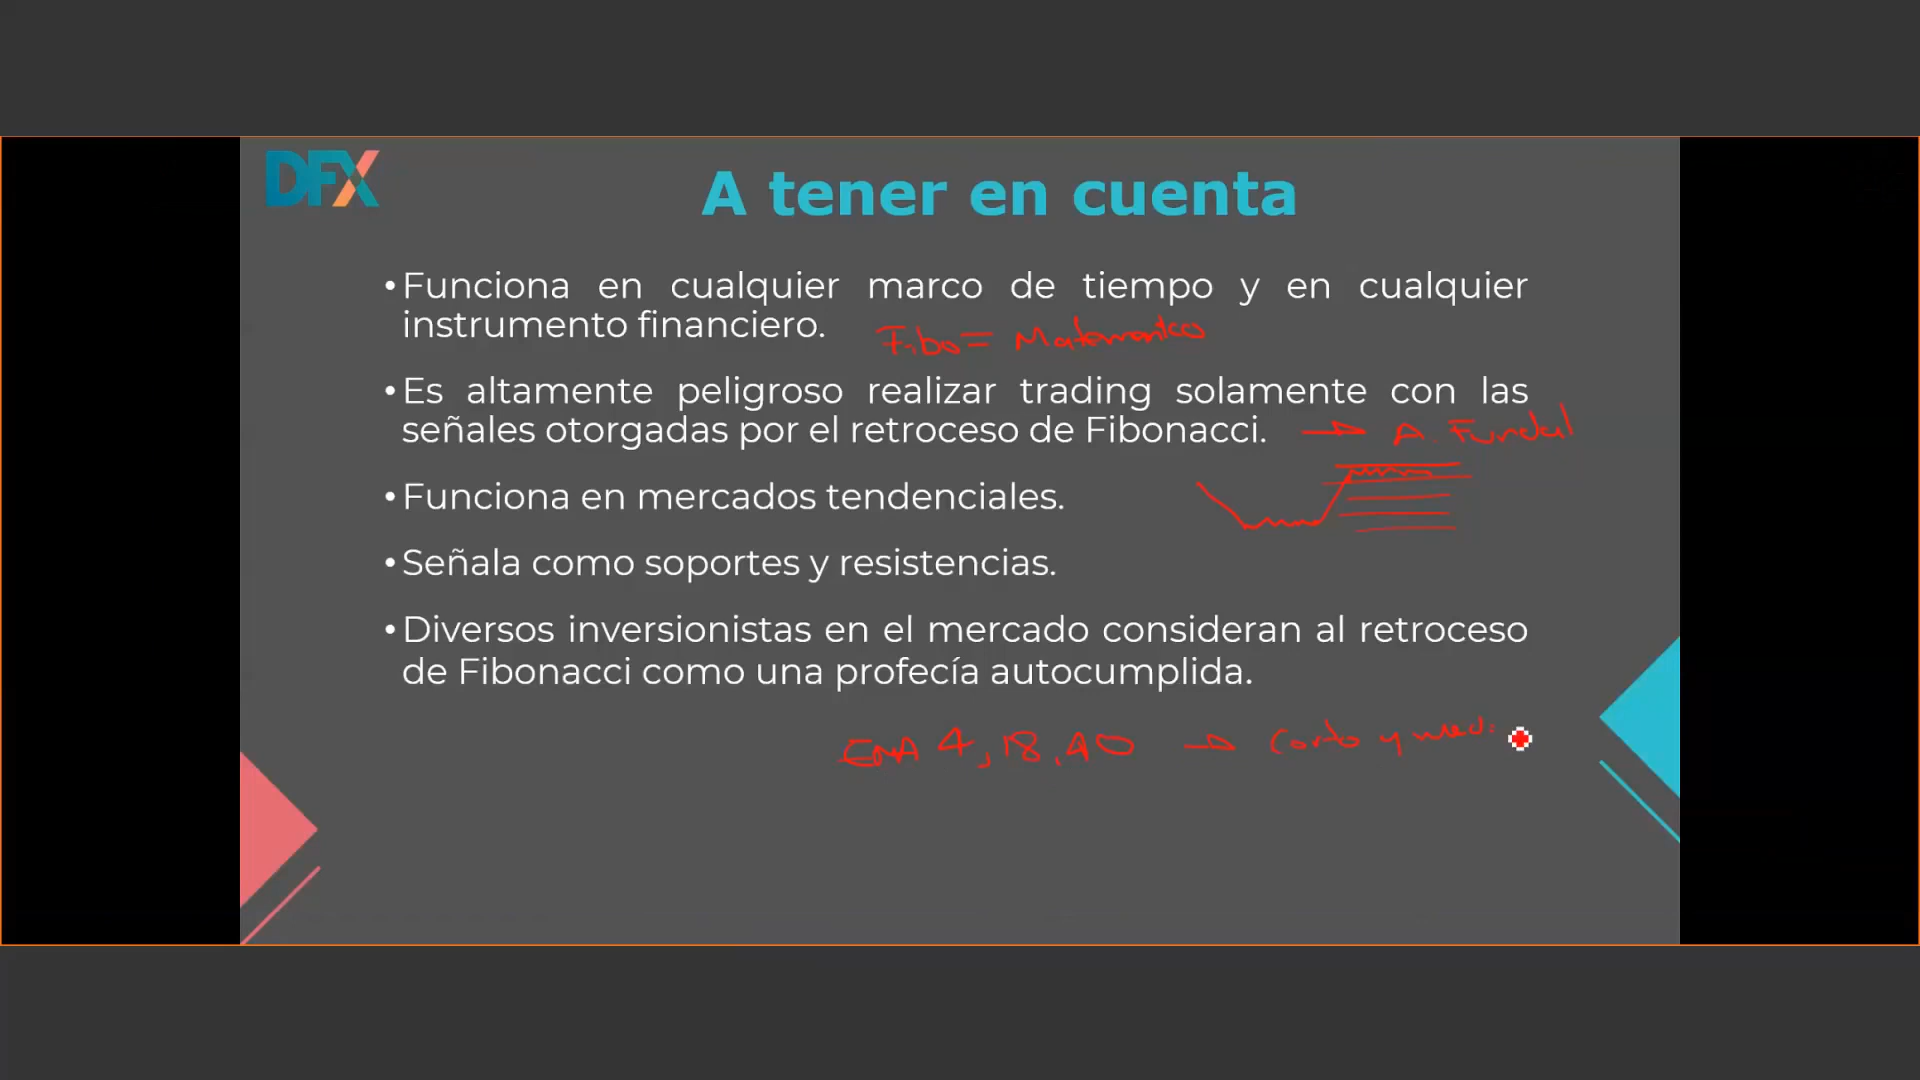 DFX
A tener en cuenta
•Funciona en cualquier marco de tiempo y en cualquier
instrumento financiero.
Fibo = Matematico
•Es altamente peligroso realizar trading solamente con las
señales otorgadas por el retroceso de Fibonacci.
→ A. Fundal
•Funciona en mercados tendenciales.
•Señala como soportes y resistencias.
•Diversos inversionistas en el mercado consideran al retroceso
de Fibonacci como una profecía autocumplida.
EMA 4, 18, 40 → Corto y medi